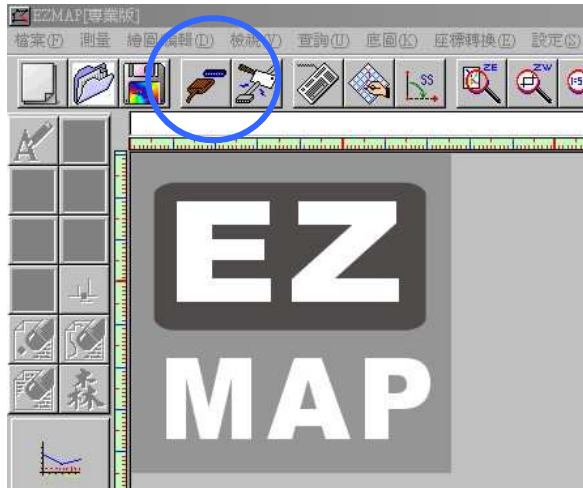 EZMAP[專業版]
檔案(F) 測量 繪圖/編輯(D) 檢視(V) 查詢(U) 底圖(K) 座標轉換(E) 設定(S)
SS ZE ZW
A
EZ
MAP
森